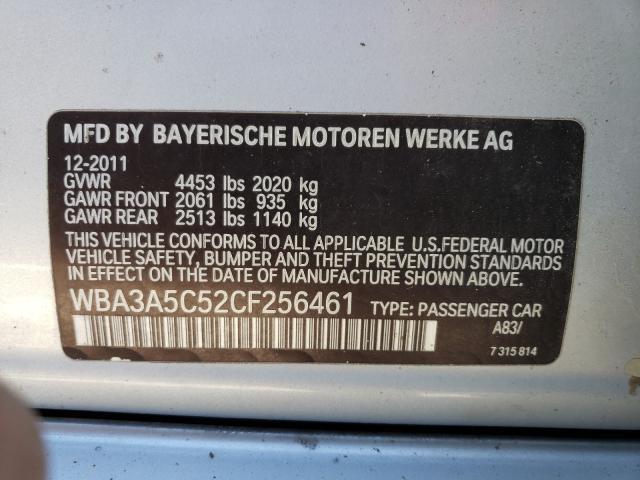 MFD BY BAYERISCHE MOTOREN WERKE AG
12-2011
GVWR 4453 lbs 2020 kg
GAWR FRONT 2061 lbs 935 kg
GAWR REAR 2513 lbs 1140 kg
THIS VEHICLE CONFORMS TO ALL APPLICABLE U.S.FEDERAL MOTOR
VEHICLE SAFETY, BUMPER AND THEFT PREVENTION STANDARDS
IN EFFECT ON THE DATE OF MANUFACTURE SHOWN ABOVE.
WBA3A5C52CF256461 TYPE: PASSENGER CAR
A83/
7 315 814